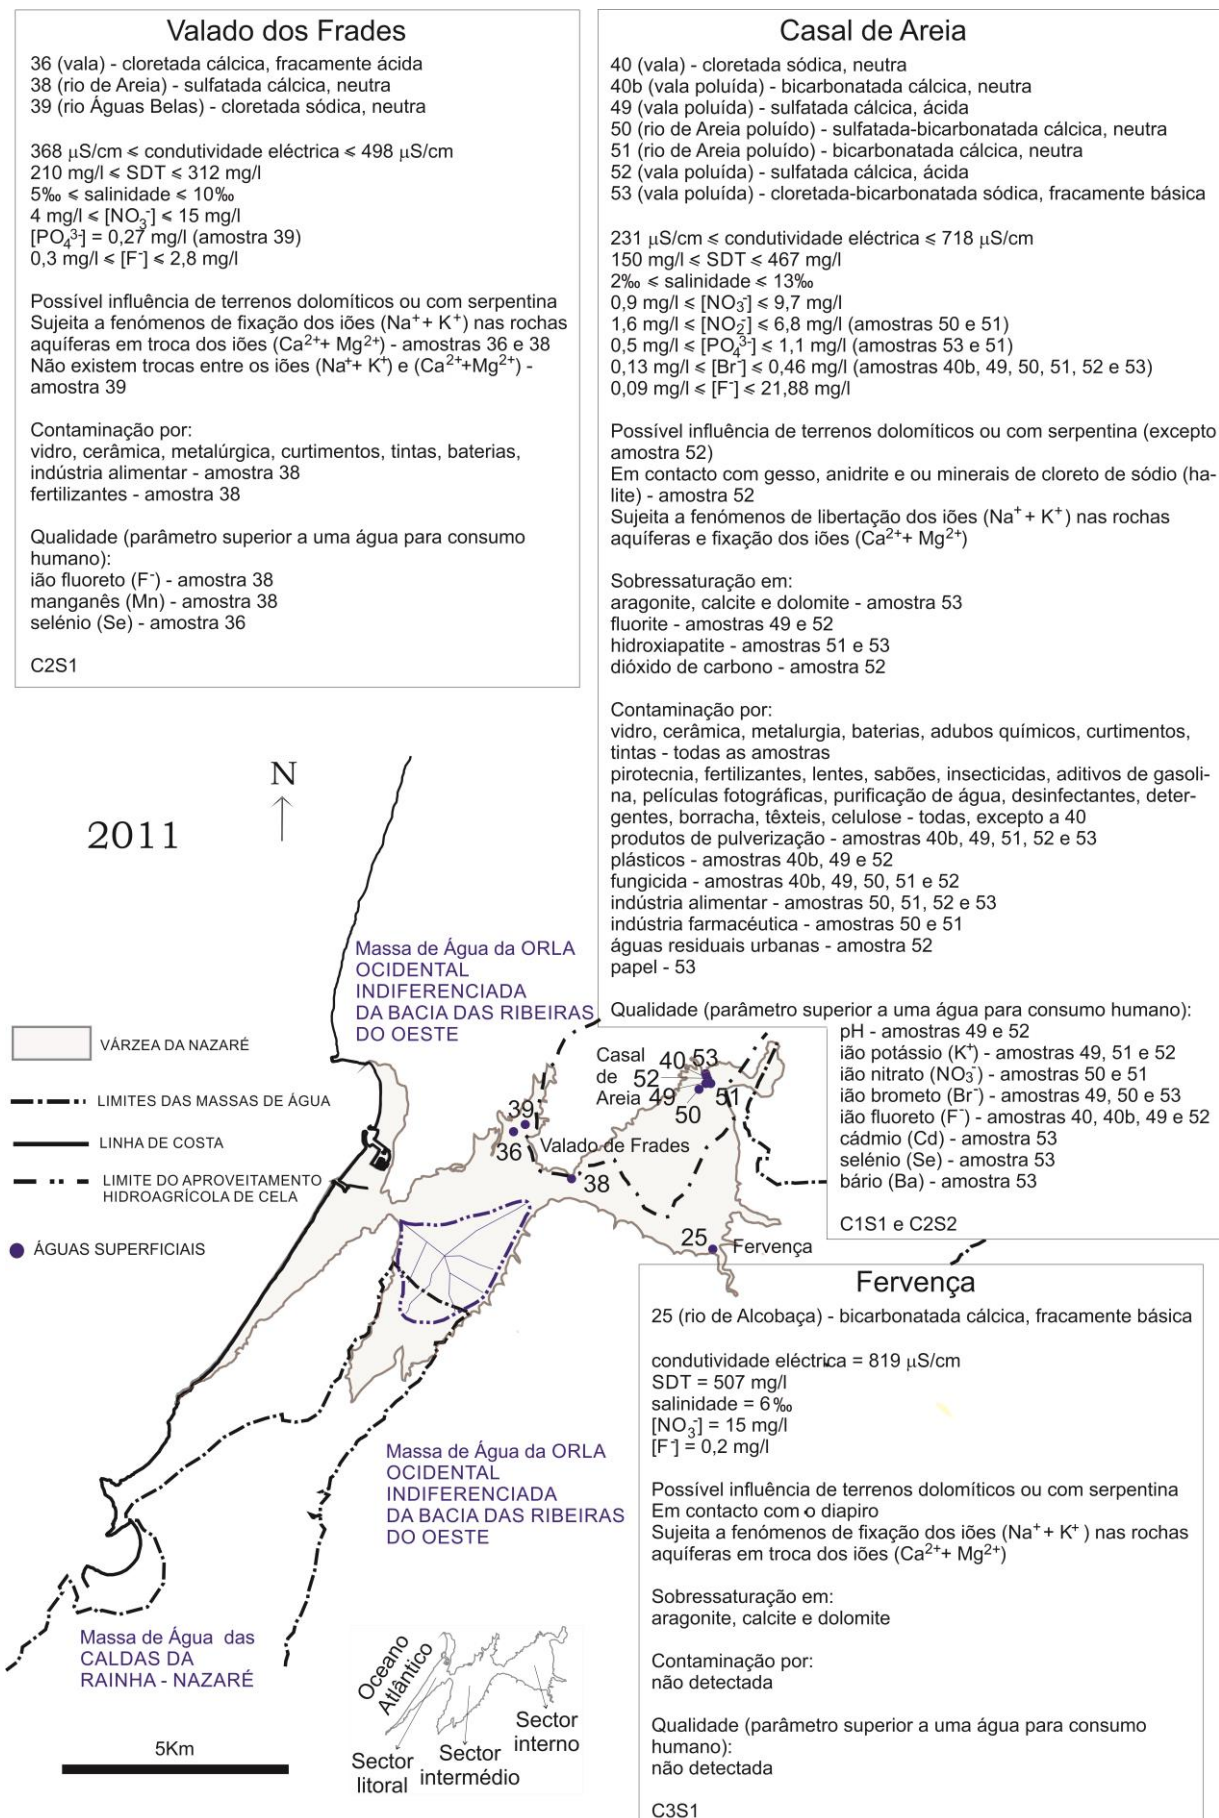 Valado dos Frades
36 (vala) - cloretada cálcica, fracamente ácida
38 (rio de Areia) - sulfatada cálcica, neutra
39 (rio Águas Belas) - cloretada sódica, neutra
368 µS/cm ⩽ condutividade eléctrica ⩽ 498 µS/cm
210 mg/l ⩽ SDT ⩽ 312 mg/l
5‰ ⩽ salinidade ⩽ 10‰
4 mg/l ⩽ [NO₃⁻] ⩽ 15 mg/l
[PO₄³⁻] = 0,27 mg/l (amostra 39)
0,3 mg/l ⩽ [F⁻] ⩽ 2,8 mg/l
Possível influência de terrenos dolomíticos ou com serpentina
Sujeita a fenómenos de fixação dos iões (Na⁺ + K⁺) nas rochas
aquíferas em troca dos iões (Ca²⁺+ Mg²⁺) - amostras 36 e 38
Não existem trocas entre os iões (Na⁺+ K⁺) e (Ca²⁺+Mg²⁺) -
amostra 39
Contaminação por:
vidro, cerâmica, metalúrgica, curtimentos, tintas, baterias,
indústria alimentar - amostra 38
fertilizantes - amostra 38
Qualidade (parâmetro superior a uma água para consumo
humano):
ião fluoreto (F⁻) - amostra 38
manganês (Mn) - amostra 38
selénio (Se) - amostra 36
C2S1
Casal de Areia
40 (vala) - cloretada sódica, neutra
40b (vala poluída) - bicarbonatada cálcica, neutra
49 (vala poluída) - sulfatada cálcica, ácida
50 (rio de Areia poluído) - sulfatada-bicarbonatada cálcica, neutra
51 (rio de Areia poluído) - bicarbonatada cálcica, neutra
52 (vala poluída) - sulfatada cálcica, ácida
53 (vala poluída) - cloretada-bicarbonatada sódica, fracamente básica
231 µS/cm ⩽ condutividade eléctrica ⩽ 718 µS/cm
150 mg/l ⩽ SDT ⩽ 467 mg/l
2‰ ⩽ salinidade ⩽ 13‰
0,9 mg/l ⩽ [NO₃⁻] ⩽ 9,7 mg/l
1,6 mg/l ⩽ [NO₂⁻] ⩽ 6,8 mg/l (amostras 50 e 51)
0,5 mg/l ⩽ [PO₄³⁻] ⩽ 1,1 mg/l (amostras 53 e 51)
0,13 mg/l ⩽ [Br⁻] ⩽ 0,46 mg/l (amostras 40b, 49, 50, 51, 52 e 53)
0,09 mg/l ⩽ [F⁻] ⩽ 21,88 mg/l
Possível influência de terrenos dolomíticos ou com serpentina (excepto
amostra 52)
Em contacto com gesso, anidrite e ou minerais de cloreto de sódio (ha-
lite) - amostra 52
Sujeita a fenómenos de libertação dos iões (Na⁺ + K⁺) nas rochas
aquíferas e fixação dos iões (Ca²⁺+ Mg²⁺)
Sobressaturação em:
aragonite, calcite e dolomite - amostra 53
fluorite - amostras 49 e 52
hidroxiapatite - amostras 51 e 53
dióxido de carbono - amostra 52
Contaminação por:
vidro, cerâmica, metalurgia, baterias, adubos químicos, curtimentos,
tintas - todas as amostras
pirotecnia, fertilizantes, lentes, sabões, insecticidas, aditivos de gasoli-
na, películas fotográficas, purificação de água, desinfectantes, deter-
gentes, borracha, têxteis, celulose - todas, excepto a 40
produtos de pulverização - amostras 40b, 49, 51, 52 e 53
plásticos - amostras 40b, 49 e 52
fungicida - amostras 40b, 49, 50, 51 e 52
indústria alimentar - amostras 50, 51, 52 e 53
indústria farmacéutica - amostras 50 e 51
águas residuais urbanas - amostra 52
papel - 53
Qualidade (parâmetro superior a uma água para consumo humano):
pH - amostras 49 e 52
ião potássio (K⁺) - amostras 49, 51 e 52
ião nitrato (NO₃⁻) - amostras 50 e 51
ião brometo (Br⁻) - amostras 49, 50 e 53
ião fluoreto (F⁻) - amostras 40, 40b, 49 e 52
cádmio (Cd) - amostra 53
selénio (Se) - amostra 53
bário (Ba) - amostra 53
C1S1 e C2S2
N
2011
Massa de Água da ORLA
OCIDENTAL
INDIFERENCIADA
DA BACIA DAS RIBEIRAS
DO OESTE
VÁRZEA DA NAZARÉ
LIMITES DAS MASSAS DE ÁGUA
LINHA DE COSTA
LIMITE DO APROVEITAMENTO
HIDROAGRÍCOLA DE CELA
ÁGUAS SUPERFICIAIS
Casal
de
Areia
40 53
52
49 51
50
39
36
Valado de Frades
38
25
Fervença
Fervença
25 (rio de Alcobaça) - bicarbonatada cálcica, fracamente básica
condutividade eléctrica = 819 µS/cm
SDT = 507 mg/l
salinidade = 6‰
[NO₃⁻] = 15 mg/l
[F⁻] = 0,2 mg/l
Possível influência de terrenos dolomíticos ou com serpentina
Em contacto com o diapiro
Sujeita a fenómenos de fixação dos iões (Na⁺ + K⁺ ) nas rochas
aquíferas em troca dos iões (Ca²⁺+ Mg²⁺)
Sobressaturação em:
aragonite, calcite e dolomite
Contaminação por:
não detectada
Qualidade (parâmetro superior a uma água para consumo
humano):
não detectada
C3S1
Massa de Água da ORLA
OCIDENTAL
INDIFERENCIADA
DA BACIA DAS RIBEIRAS
DO OESTE
Massa de Água das
CALDAS DA
RAINHA - NAZARÉ
Oceano
Atlântico
Sector
litoral
Sector
intermédio
Sector
interno
5Km